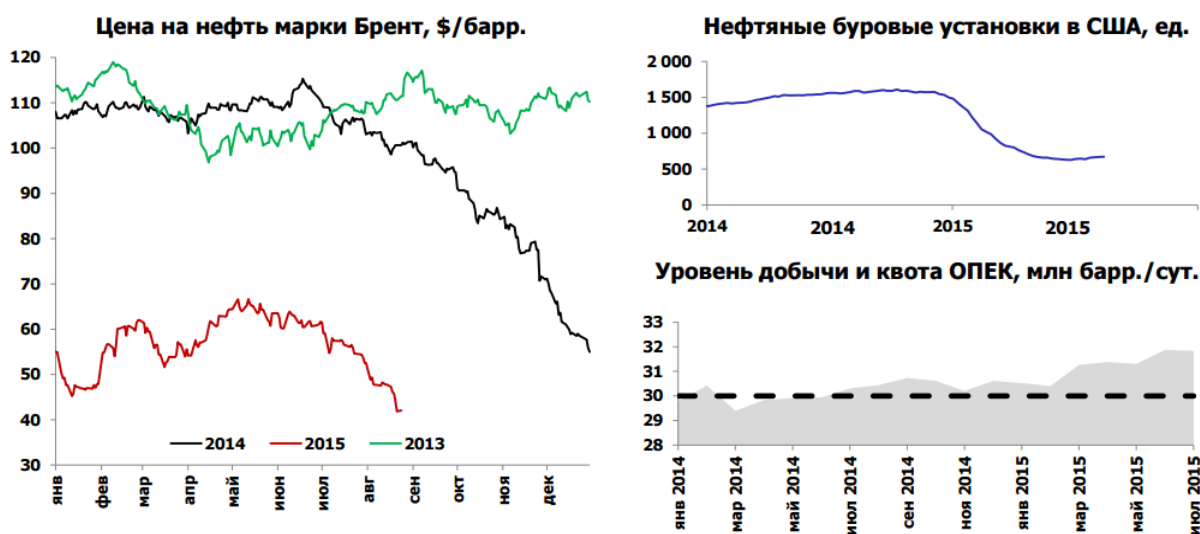 Цена на нефть марки Брент, $/барр.
120
110
100
90
80
70
60
50
40
30
2014
2015
2013
янв
фев
мар
апр
май
июн
июл
авг
сен
окт
ноя
дек
Нефтяные буровые установки в США, ед.
2 000
1 500
1 000
500
0
2014
2014
2015
2015
Уровень добычи и квота ОПЕК, млн барр./сут.
33
32
31
30
29
28
янв 2014
мар 2014
май 2014
июл 2014
сен 2014
ноя 2014
янв 2015
мар 2015
май 2015
июл 2015